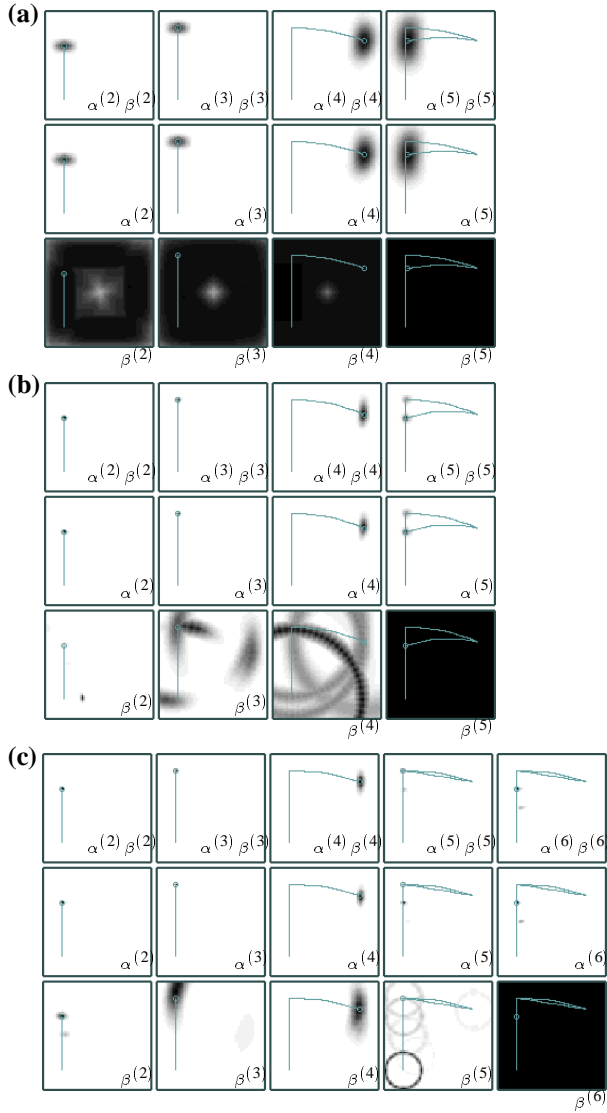 (a)
α(2) β(2) α(3) β(3) α(4) β(4) α(5) β(5)
α(2) α(3) α(4) α(5)
β(2) β(3) β(4) β(5)
(b)
α(2) β(2) α(3) β(3) α(4) β(4) α(5) β(5)
α(2) α(3) α(4) α(5)
β(2) β(3) β(4) β(5)
(c)
α(2) β(2) α(3) β(3) α(4) β(4) α(5) β(5) α(6) β(6)
α(2) α(3) α(4) α(5) α(6)
β(2) β(3) β(4) β(5) β(6)